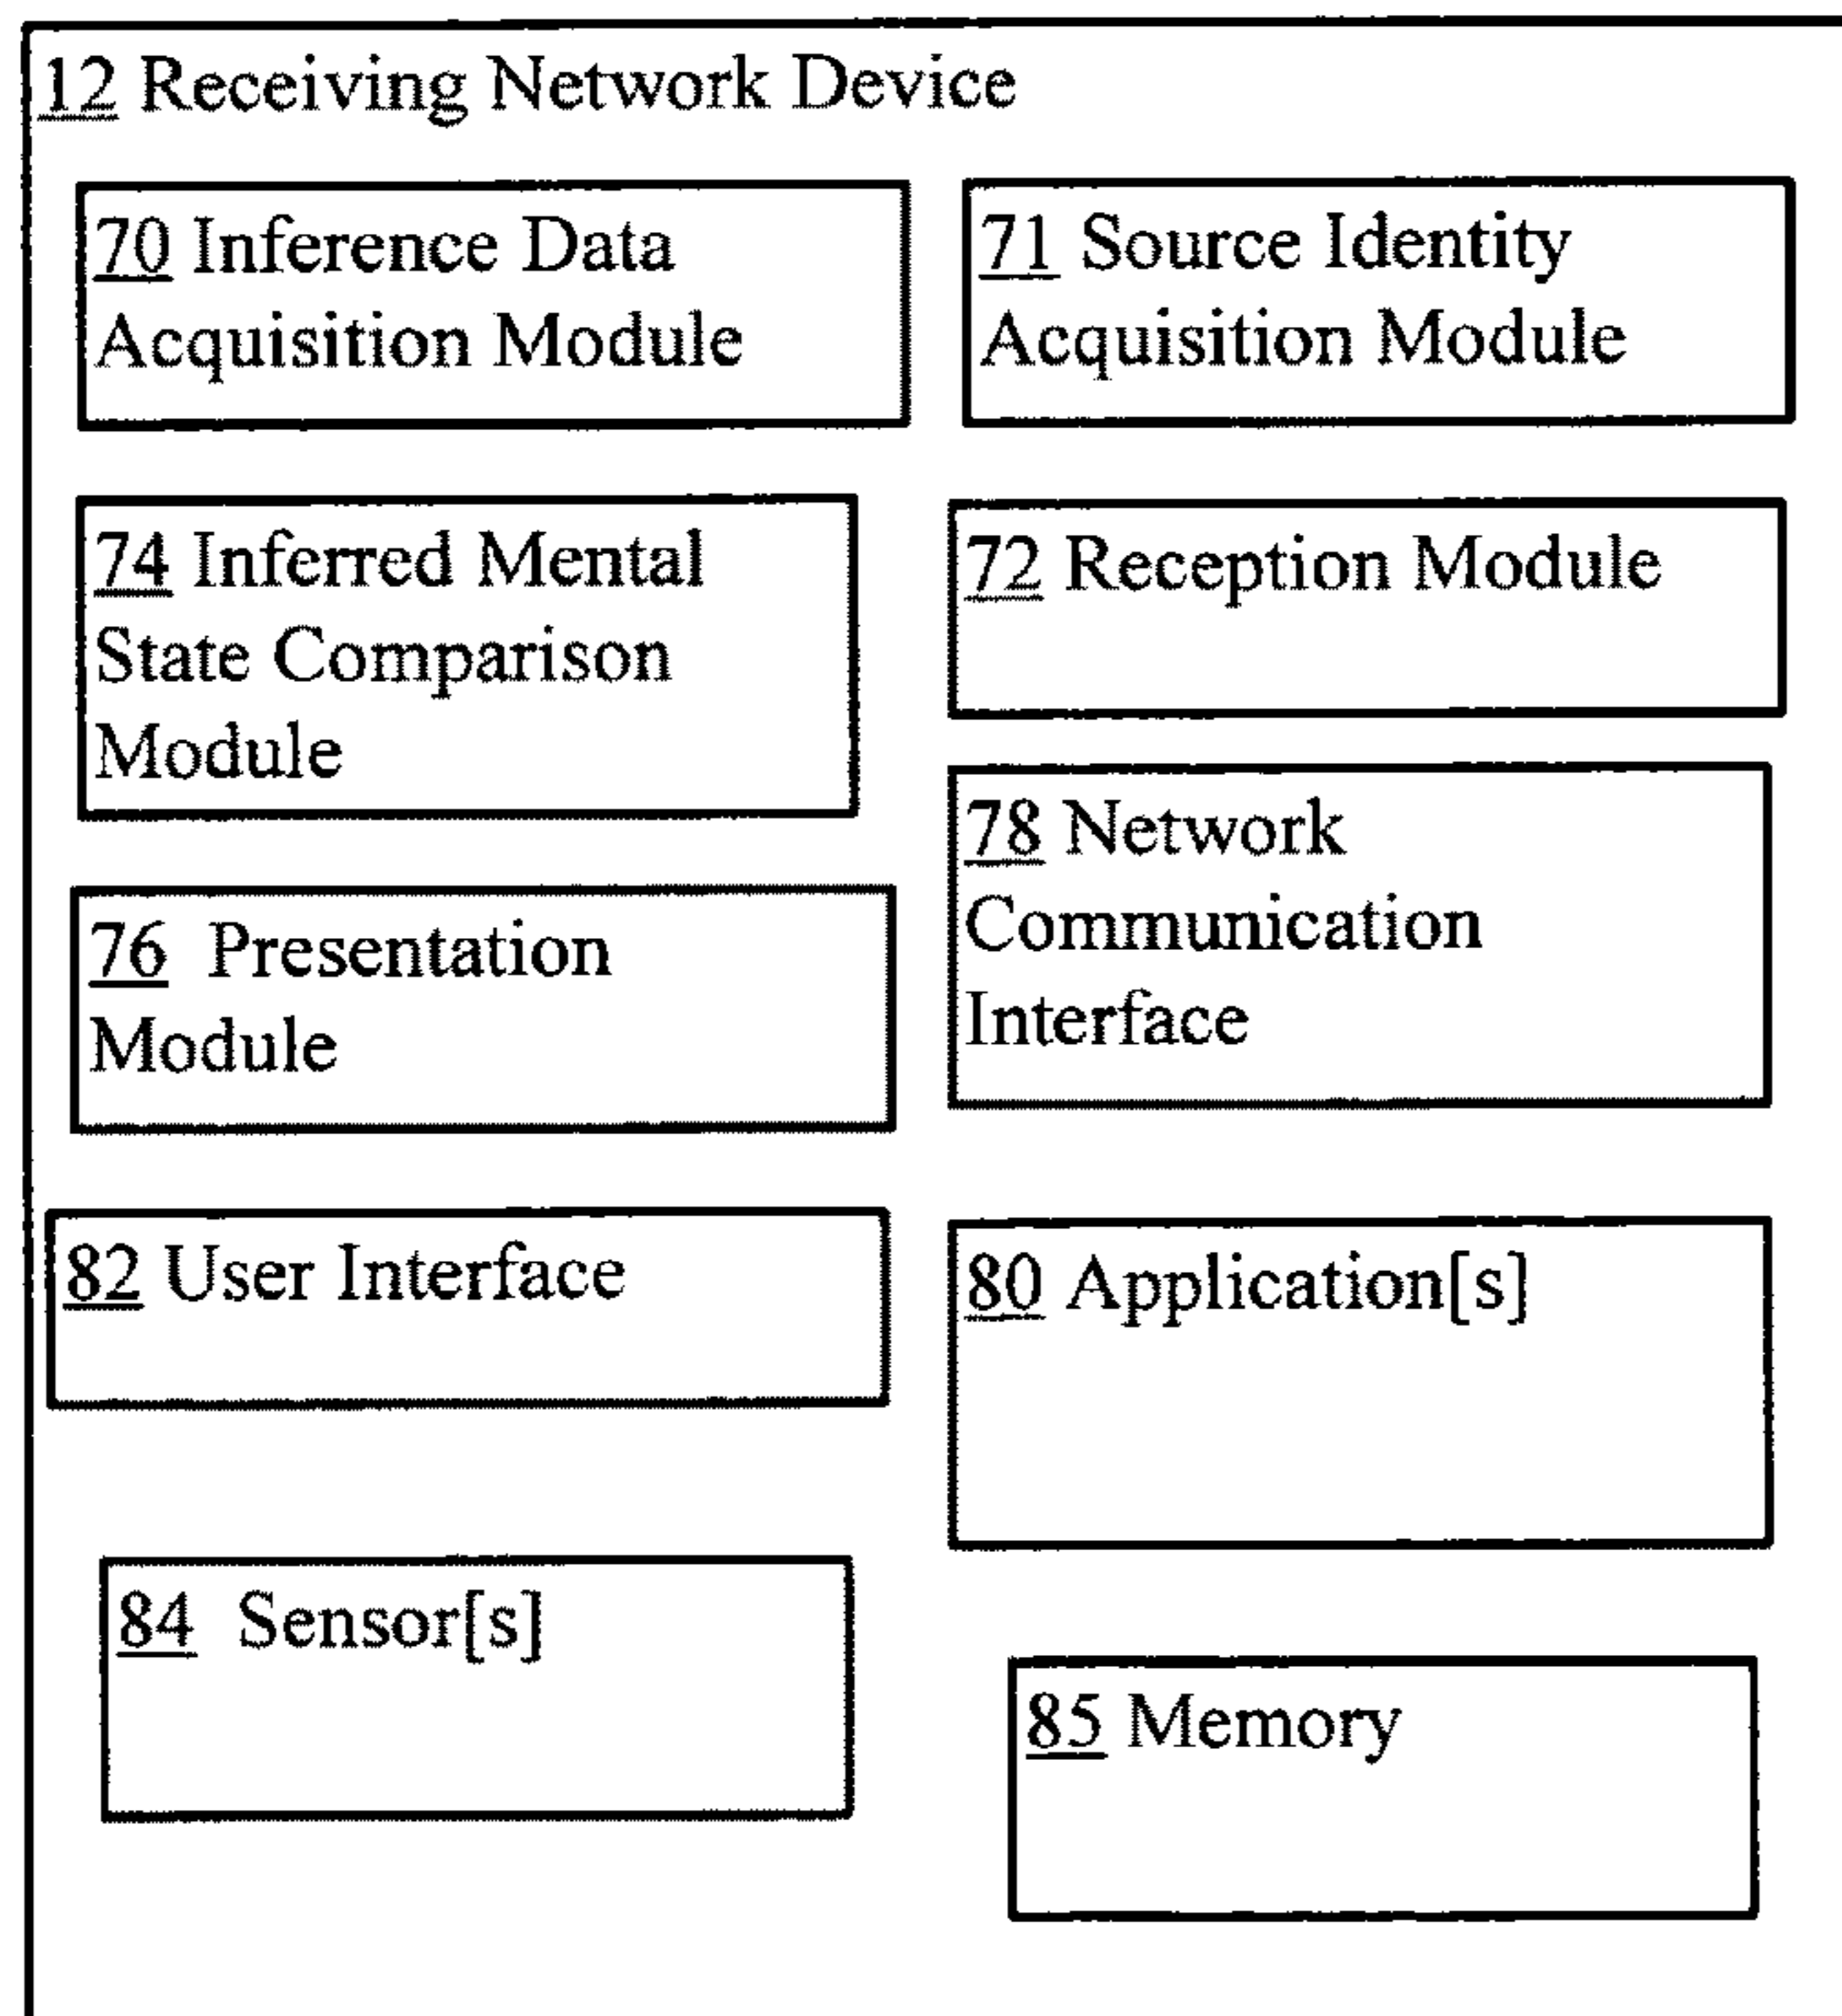 12 Receiving Network Device
70 Inference Data
Acquisition Module
71 Source Identity
Acquisition Module
74 Inferred Mental
State Comparison
Module
72 Reception Module
78 Network
Communication
Interface
76 Presentation
Module
82 User Interface
80 Application[s]
84 Sensor[s]
85 Memory